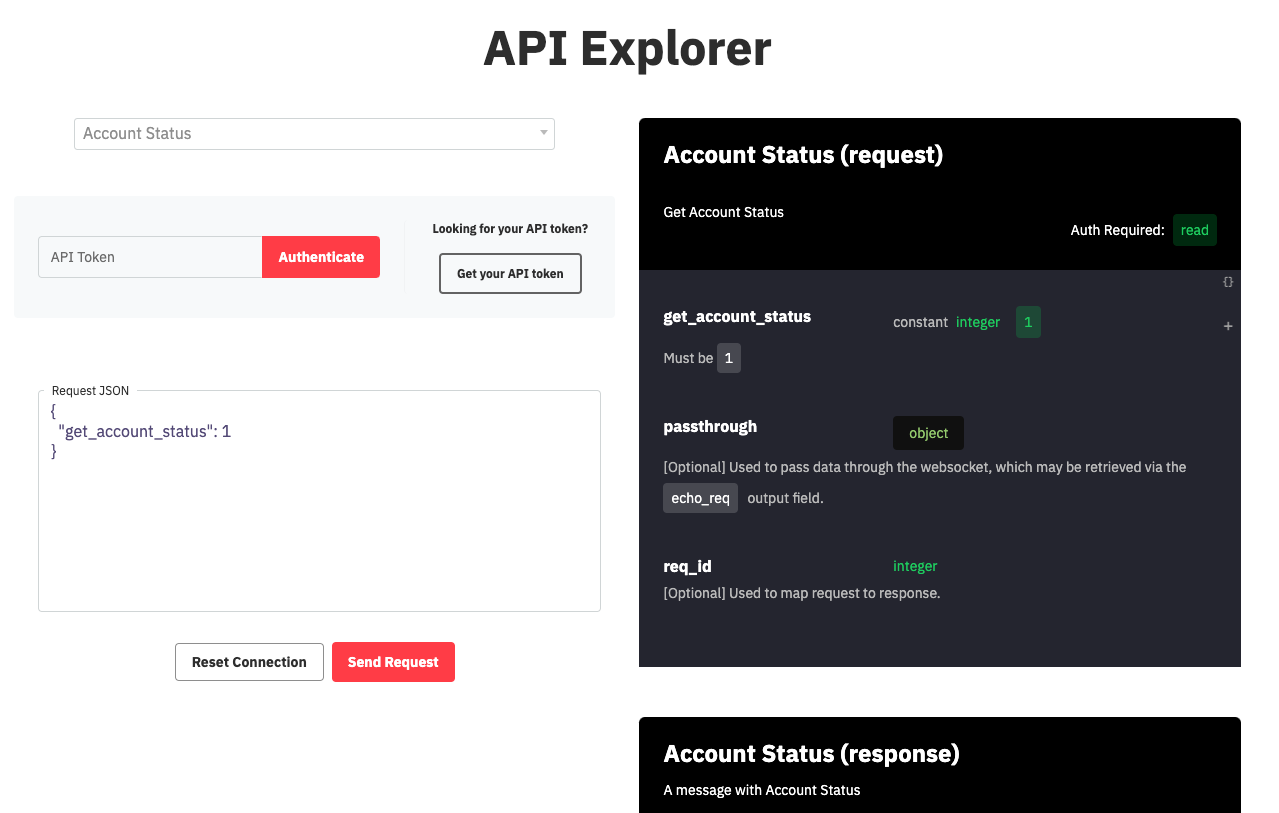 API Explorer
Account Status
API Token
Authenticate
Looking for your API token?
Get your API token
Request JSON
{
  "get_account_status": 1
}
Reset Connection
Send Request
Account Status (request)
Get Account Status
Auth Required: read
{}
get_account_status constant integer 1
+
Must be 1
passthrough object
[Optional] Used to pass data through the websocket, which may be retrieved via the
echo_req output field.
req_id integer
[Optional] Used to map request to response.
Account Status (response)
A message with Account Status